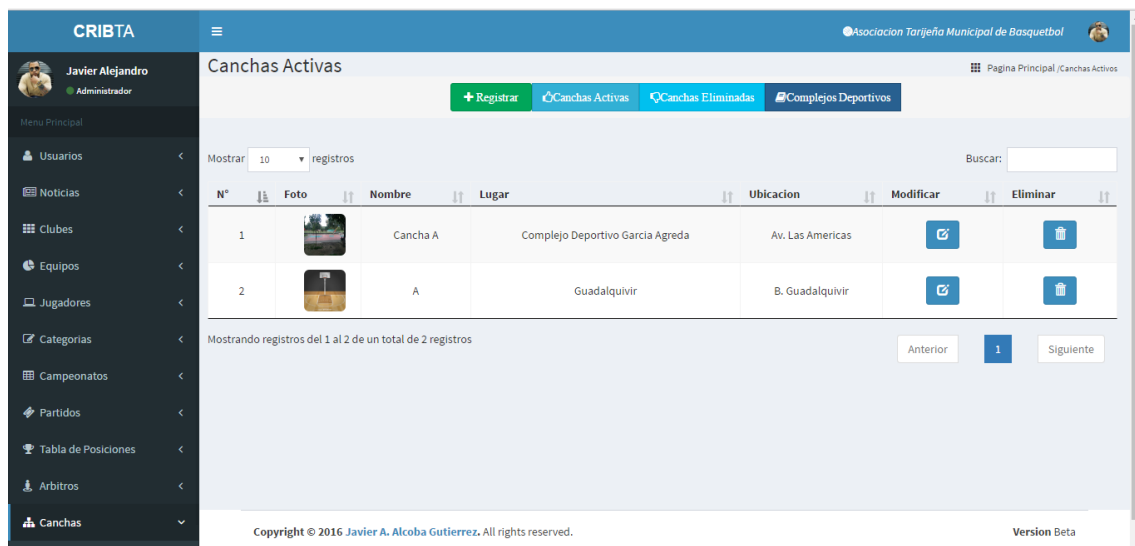 CRIBTA
Asociacion Tarijeña Municipal de Basquetbol
Javier Alejandro
Administrador
Menu Principal
Usuarios
Noticias
Clubes
Equipos
Jugadores
Categorias
Campeonatos
Partidos
Tabla de Posiciones
Arbitros
Canchas
Canchas Activas
Pagina Principal /Canchas Activos
Registrar Canchas Activas Canchas Eliminadas Complejos Deportivos
Mostrar 10 registros Buscar:
N° Foto Nombre Lugar Ubicacion Modificar Eliminar
1 Cancha A Complejo Deportivo Garcia Agreda Av. Las Americas
2 A Guadalquivir B. Guadalquivir
Mostrando registros del 1 al 2 de un total de 2 registros
Anterior 1 Siguiente
Copyright © 2016 Javier A. Alcoba Gutierrez. All rights reserved. Version Beta